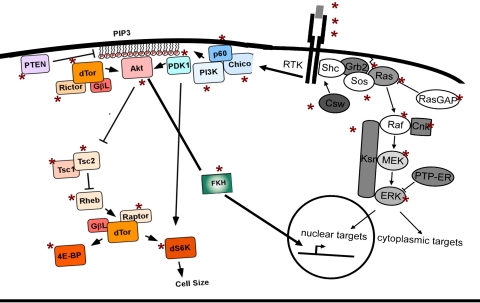 PIP3
PTEN
dTor
Rictor
GβL
Akt
PDK1
p60
PI3K
Chico
RTK
Shc
Grb2
Sos
Ras
RasGAP
Csw
Raf
Cnk
Ksr
MEK
PTP-ER
ERK
Tsc1
Tsc2
Rheb
Raptor
GβL
dTor
4E-BP
dS6K
Cell Size
FKH
nuclear targets
cytoplasmic targets